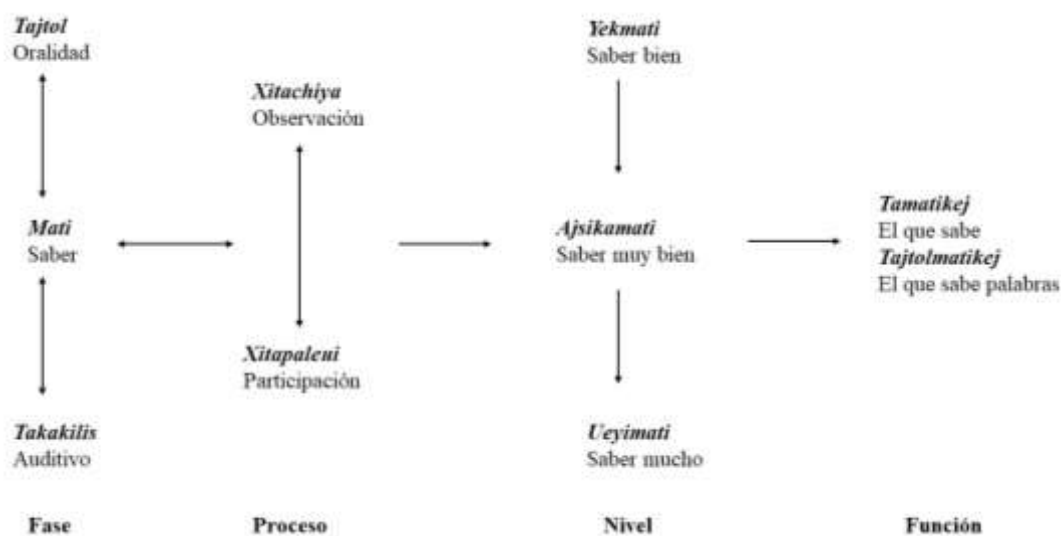 Tajtol
Oralidad
Mati
Saber
Takakilis
Auditivo
Fase
Xitachiya
Observación
Xitapaleui
Participación
Proceso
Yekmati
Saber bien
Ajsikamati
Saber muy bien
Ueyimati
Saber mucho
Nivel
Tamatikej
El que sabe
Tajtolmatikej
El que sabe palabras
Función